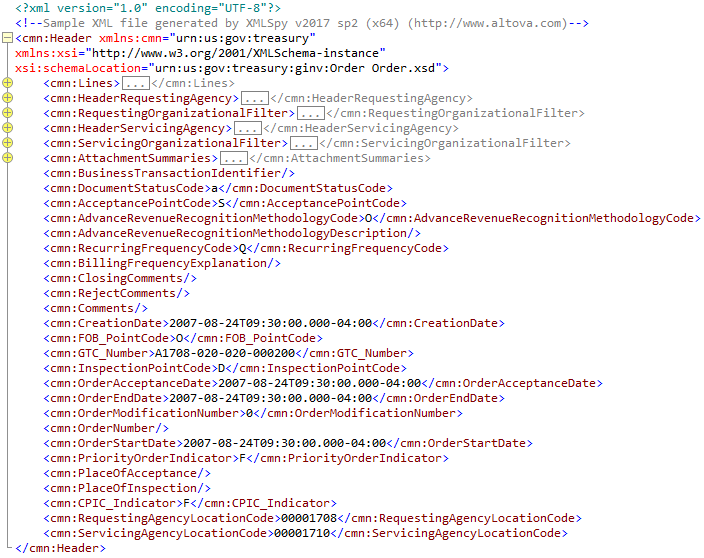 <?xml version="1.0" encoding="UTF-8"?>
<!--Sample XML file generated by XMLSpy v2017 sp2 (x64) (http://www.altova.com)-->
<cmn:Header xmlns:cmn="urn:us:gov:treasury"
xmlns:xsi="http://www.w3.org/2001/XMLSchema-instance"
xsi:schemaLocation="urn:us:gov:treasury:ginv:Order Order.xsd">
<cmn:Lines>...</cmn:Lines>
<cmn:HeaderRequestingAgency>...</cmn:HeaderRequestingAgency>
<cmn:RequestingOrganizationalFilter>...</cmn:RequestingOrganizationalFilter>
<cmn:HeaderServicingAgency>...</cmn:HeaderServicingAgency>
<cmn:ServicingOrganizationalFilter>...</cmn:ServicingOrganizationalFilter>
<cmn:AttachmentSummaries>...</cmn:AttachmentSummaries>
<cmn:BusinessTransactionIdentifier/>
<cmn:DocumentStatusCode>a</cmn:DocumentStatusCode>
<cmn:AcceptancePointCode>S</cmn:AcceptancePointCode>
<cmn:AdvanceRevenueRecognitionMethodologyCode>O</cmn:AdvanceRevenueRecognitionMethodologyCode>
<cmn:AdvanceRevenueRecognitionMethodologyDescription/>
<cmn:RecurringFrequencyCode>Q</cmn:RecurringFrequencyCode>
<cmn:BillingFrequencyExplanation/>
<cmn:ClosingComments/>
<cmn:RejectComments/>
<cmn:Comments/>
<cmn:CreationDate>2007-08-24T09:30:00.000-04:00</cmn:CreationDate>
<cmn:FOB_PointCode>O</cmn:FOB_PointCode>
<cmn:GTC_Number>A1708-020-020-000200</cmn:GTC_Number>
<cmn:InspectionPointCode>D</cmn:InspectionPointCode>
<cmn:OrderAcceptanceDate>2007-08-24T09:30:00.000-04:00</cmn:OrderAcceptanceDate>
<cmn:OrderEndDate>2007-08-24T09:30:00.000-04:00</cmn:OrderEndDate>
<cmn:OrderModificationNumber>0</cmn:OrderModificationNumber>
<cmn:OrderNumber/>
<cmn:OrderStartDate>2007-08-24T09:30:00.000-04:00</cmn:OrderStartDate>
<cmn:PriorityOrderIndicator>F</cmn:PriorityOrderIndicator>
<cmn:PlaceOfAcceptance/>
<cmn:PlaceOfInspection/>
<cmn:CPIC_Indicator>F</cmn:CPIC_Indicator>
<cmn:RequestingAgencyLocationCode>00001708</cmn:RequestingAgencyLocationCode>
<cmn:ServicingAgencyLocationCode>00001710</cmn:ServicingAgencyLocationCode>
</cmn:Header>